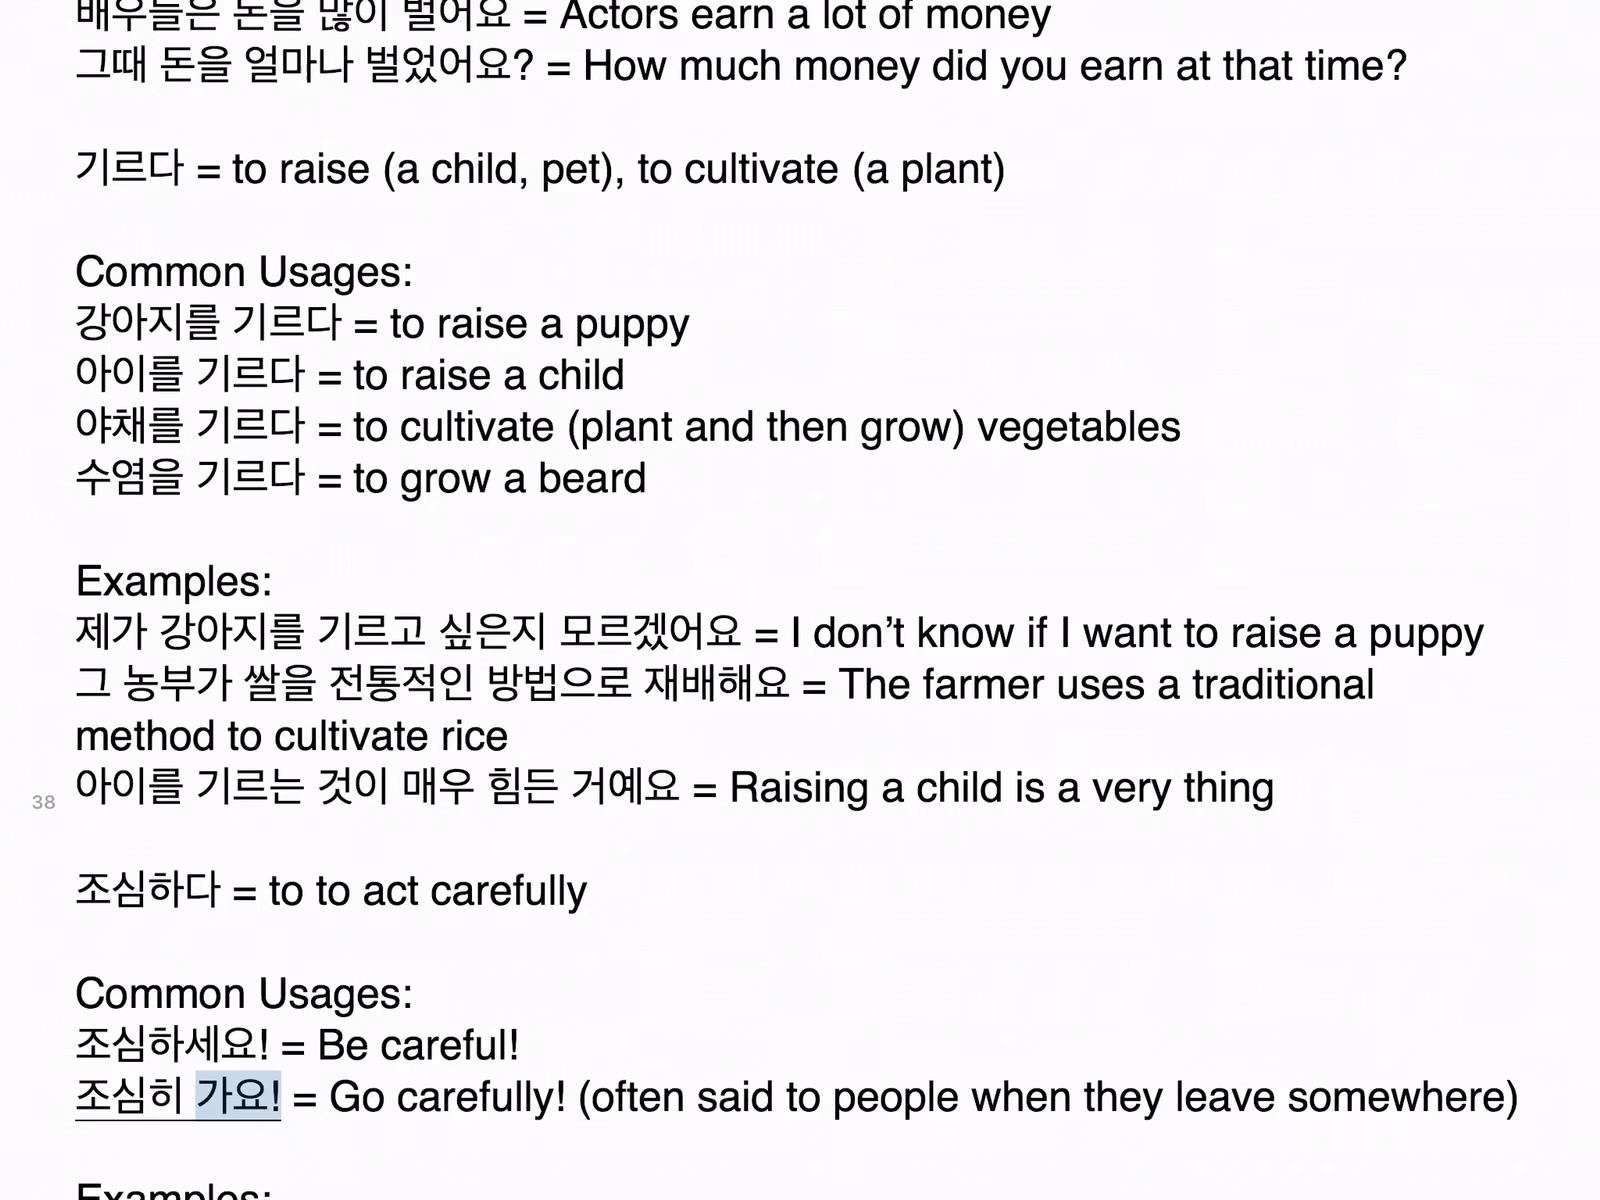 배우들은 돈을 많이 벌어요 = Actors earn a lot of money
그때 돈을 얼마나 벌었어요? = How much money did you earn at that time?
기르다 = to raise (a child, pet), to cultivate (a plant)
Common Usages:
강아지를 기르다 = to raise a puppy
아이를 기르다 = to raise a child
야채를 기르다 = to cultivate (plant and then grow) vegetables
수염을 기르다 = to grow a beard
Examples:
제가 강아지를 기르고 싶은지 모르겠어요 = I don’t know if I want to raise a puppy
그 농부가 쌀을 전통적인 방법으로 재배해요 = The farmer uses a traditional
method to cultivate rice
38 아이를 기르는 것이 매우 힘든 거예요 = Raising a child is a very thing
조심하다 = to to act carefully
Common Usages:
조심하세요! = Be careful!
조심히 가요! = Go carefully! (often said to people when they leave somewhere)
Examples: